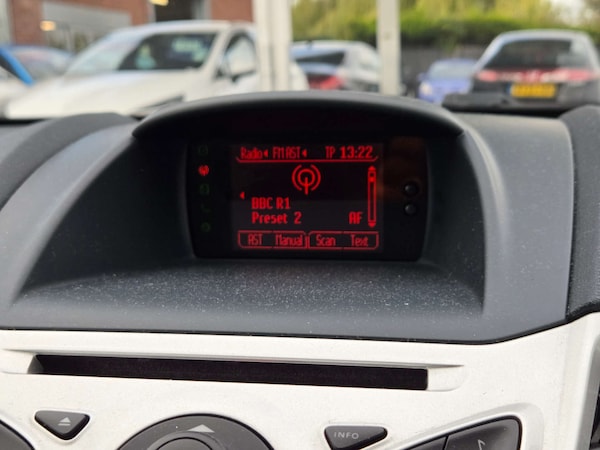 Radio FM AST TP 13:22
BBC R1
Preset 2 AF
AST Manual Scan Text
INFO